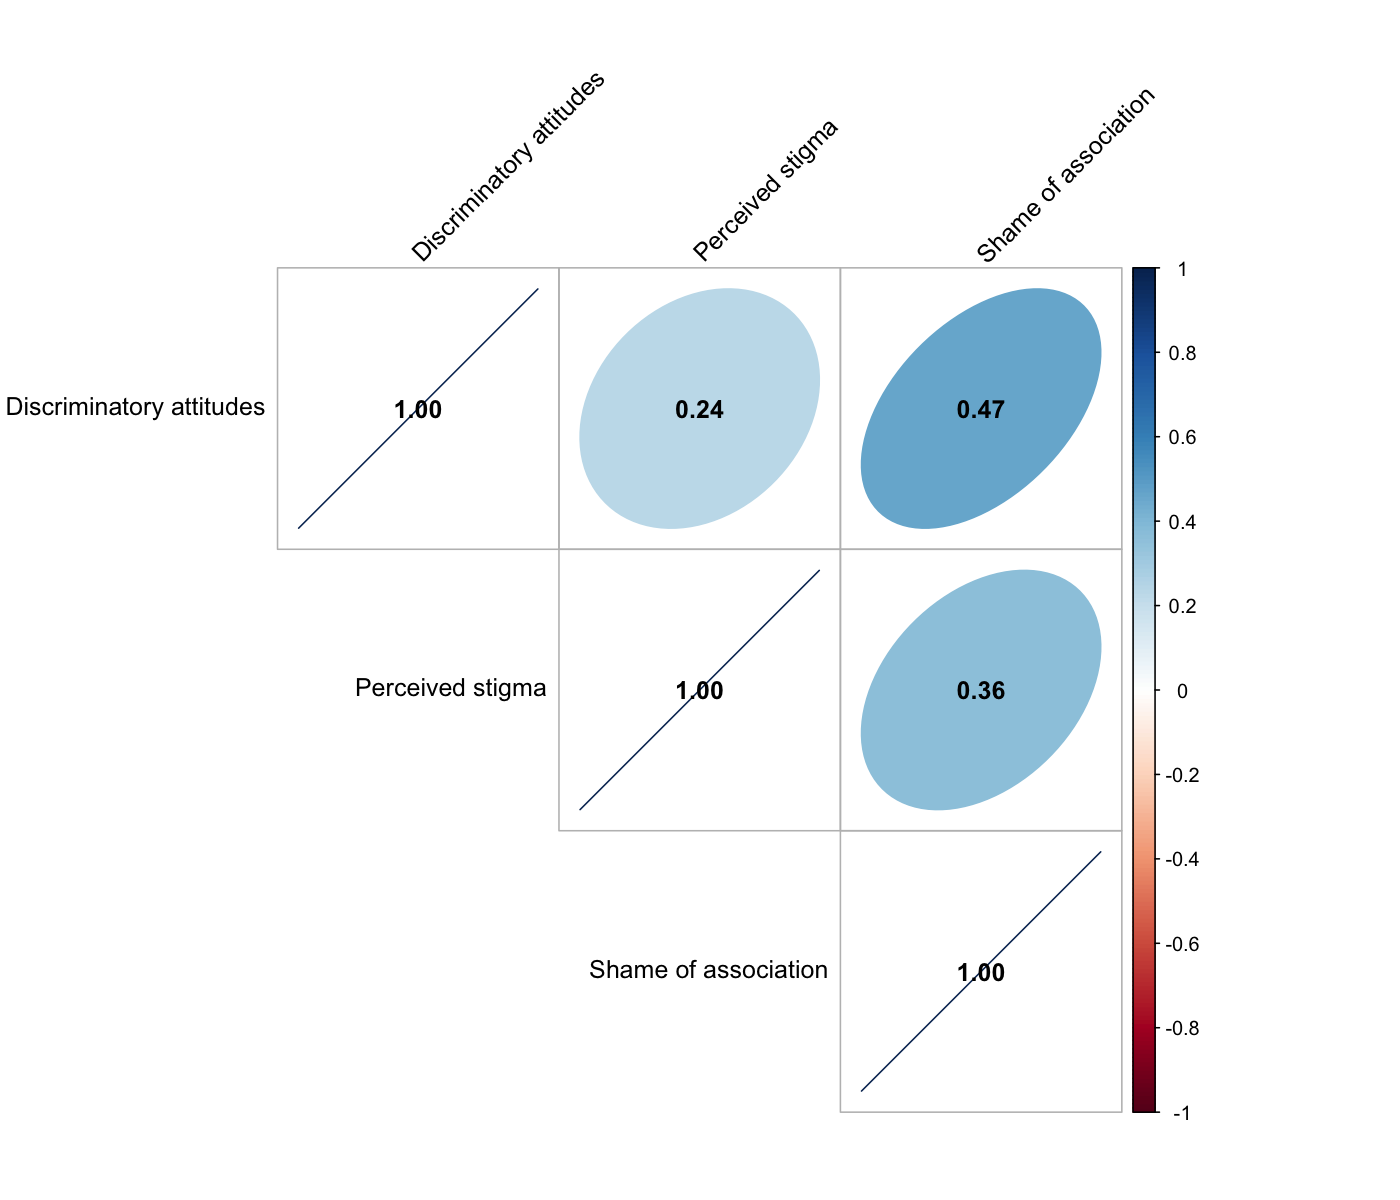 Discriminatory attitudes
Perceived stigma
Shame of association
Discriminatory attitudes
1.00
0.24
0.47
Perceived stigma
1.00
0.36
Shame of association
1.00
1
0.8
0.6
0.4
0.2
0
-0.2
-0.4
-0.6
-0.8
-1